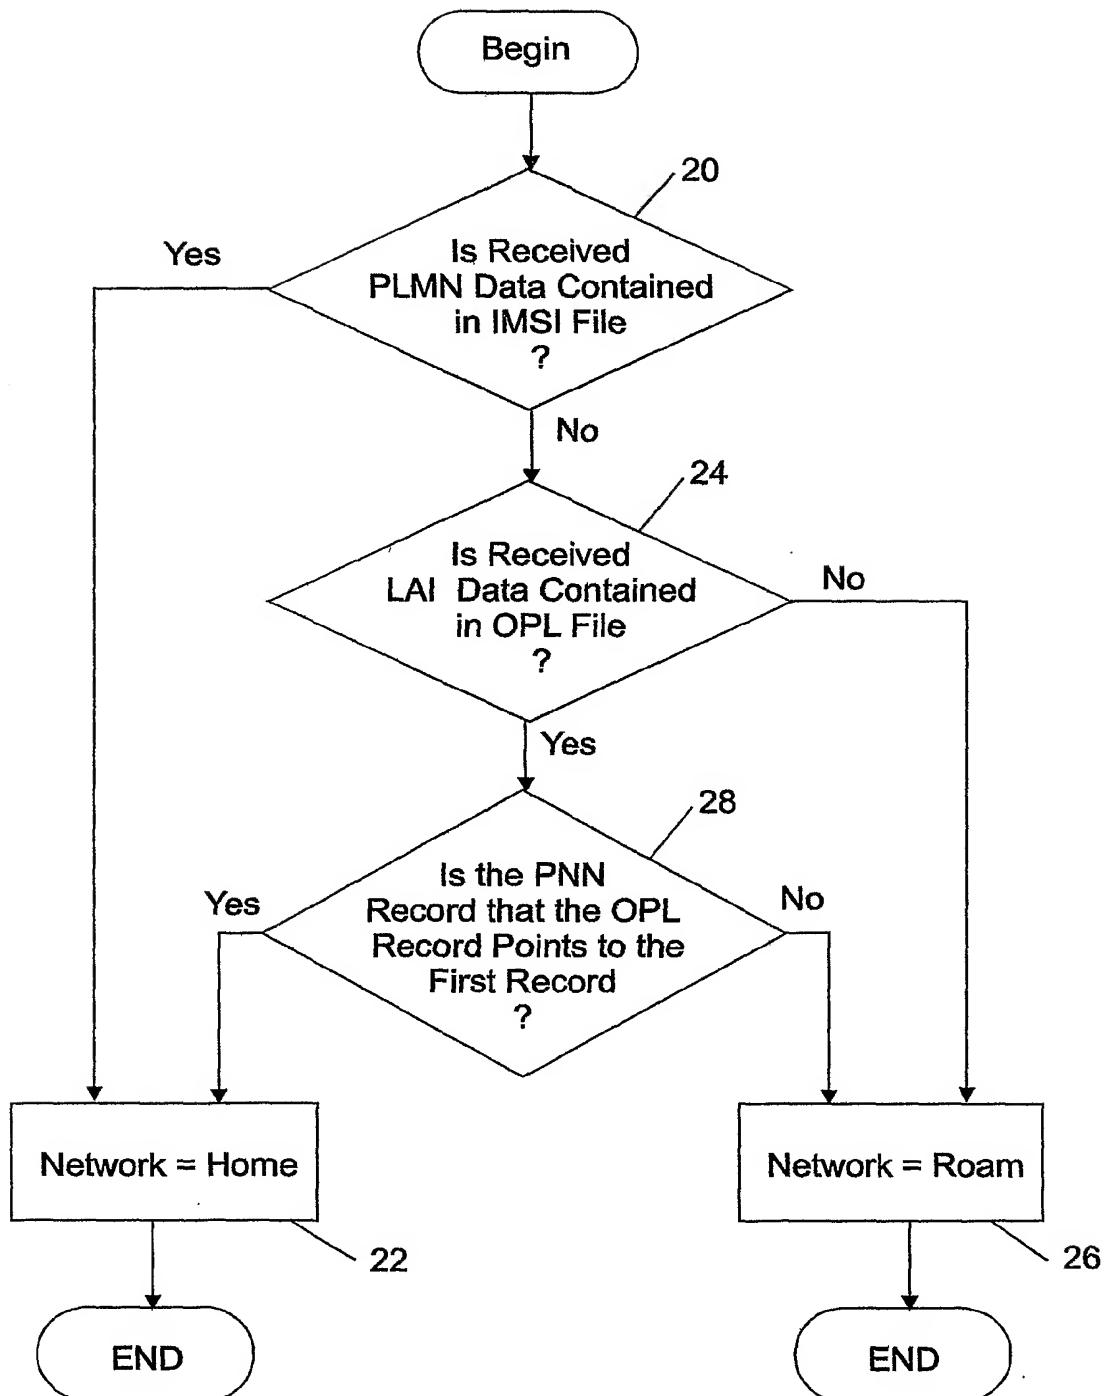 Begin
20
Yes
Is Received
PLMN Data Contained
in IMSI File
?
No
24
Is Received
LAI Data Contained
in OPL File
?
No
Yes
28
Is the PNN
Record that the OPL
Record Points to the
First Record
?
Yes
No
Network = Home
22
Network = Roam
26
END
END